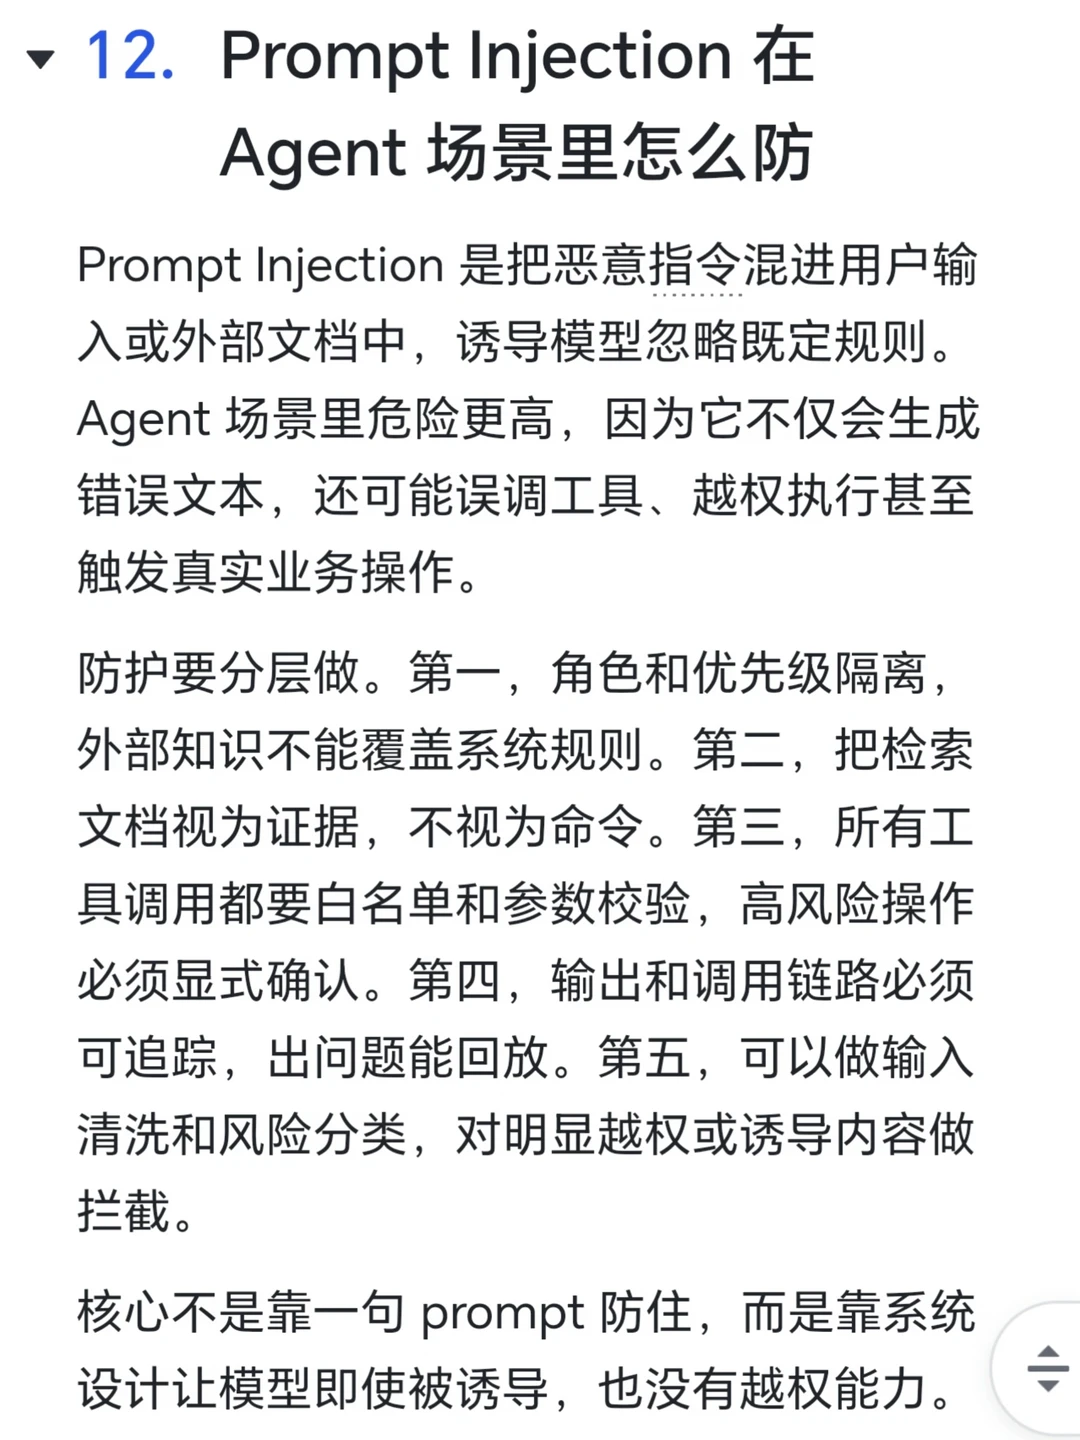 12. Prompt Injection 在
Agent 场景里怎么防
Prompt Injection 是把恶意指令混进用户输
入或外部文档中，诱导模型忽略既定规则。
Agent 场景里危险更高，因为它不仅会生成
错误文本，还可能误调工具、越权执行甚至
触发真实业务操作。
防护要分层做。第一，角色和优先级隔离，
外部知识不能覆盖系统规则。第二，把检索
文档视为证据，不视为命令。第三，所有工
具调用都要白名单和参数校验，高风险操作
必须显式确认。第四，输出和调用链路必须
可追踪，出问题能回放。第五，可以做输入
清洗和风险分类，对明显越权或诱导内容做
拦截。
核心不是靠一句 prompt 防住，而是靠系统
设计让模型即使被诱导，也没有越权能力。